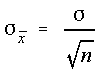 σx̅ = σ / √n